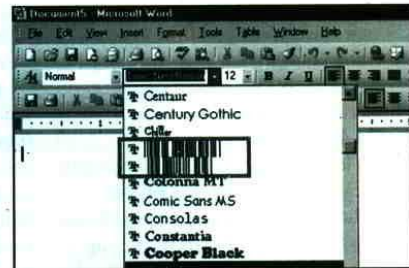 Document5 - Microsoft Word
File Edit View Insert Format Tools Table Window Help
Normal 12 B I U
Centaur
Century Gothic
Chiller
Colonna MT
Comic Sans MS
Consolas
Constantia
Cooper Black